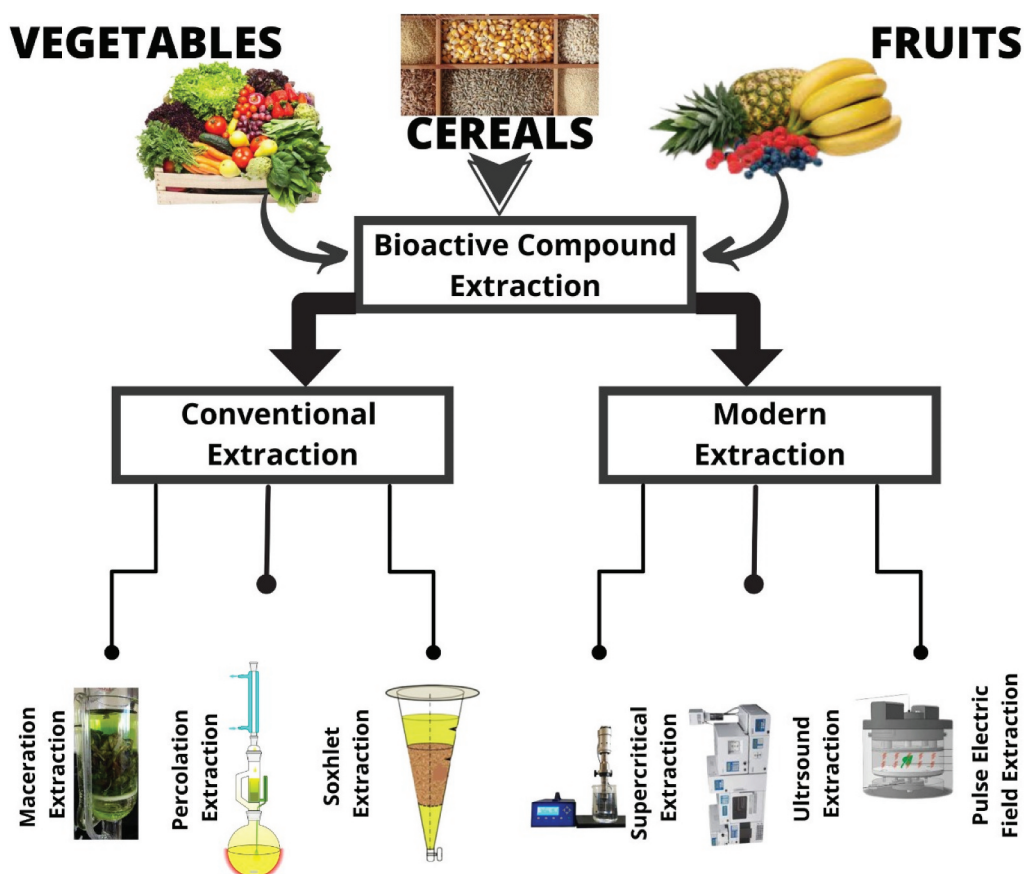 VEGETABLES
FRUITS
CEREALS
Bioactive Compound
Extraction
Conventional
Extraction
Modern
Extraction
Maceration
Extraction
Percolation
Extraction
Soxhlet
Extraction
Supercritical
Extraction
Ultrsound
Extraction
Pulse Electric
Field Extraction